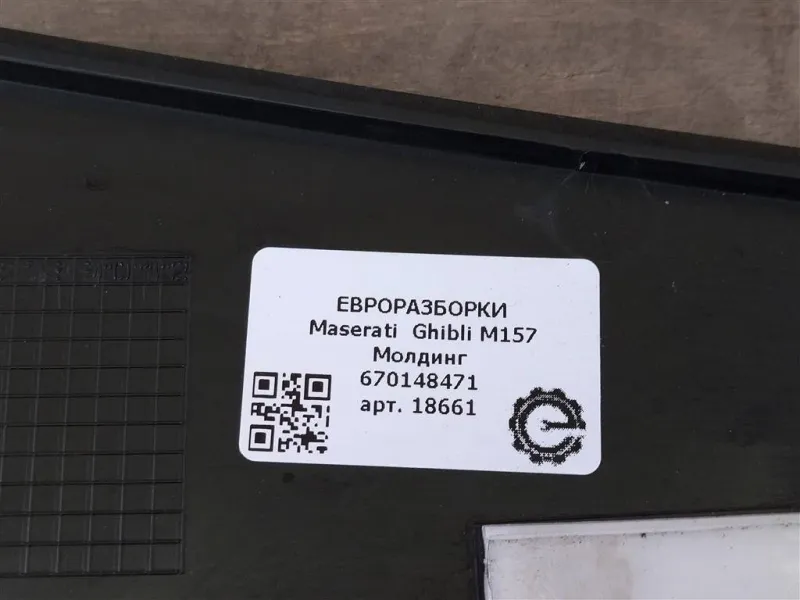 ЕВРОРАЗБОРКИ
Maserati Ghibli M157
Молдинг
670148471
арт. 18661